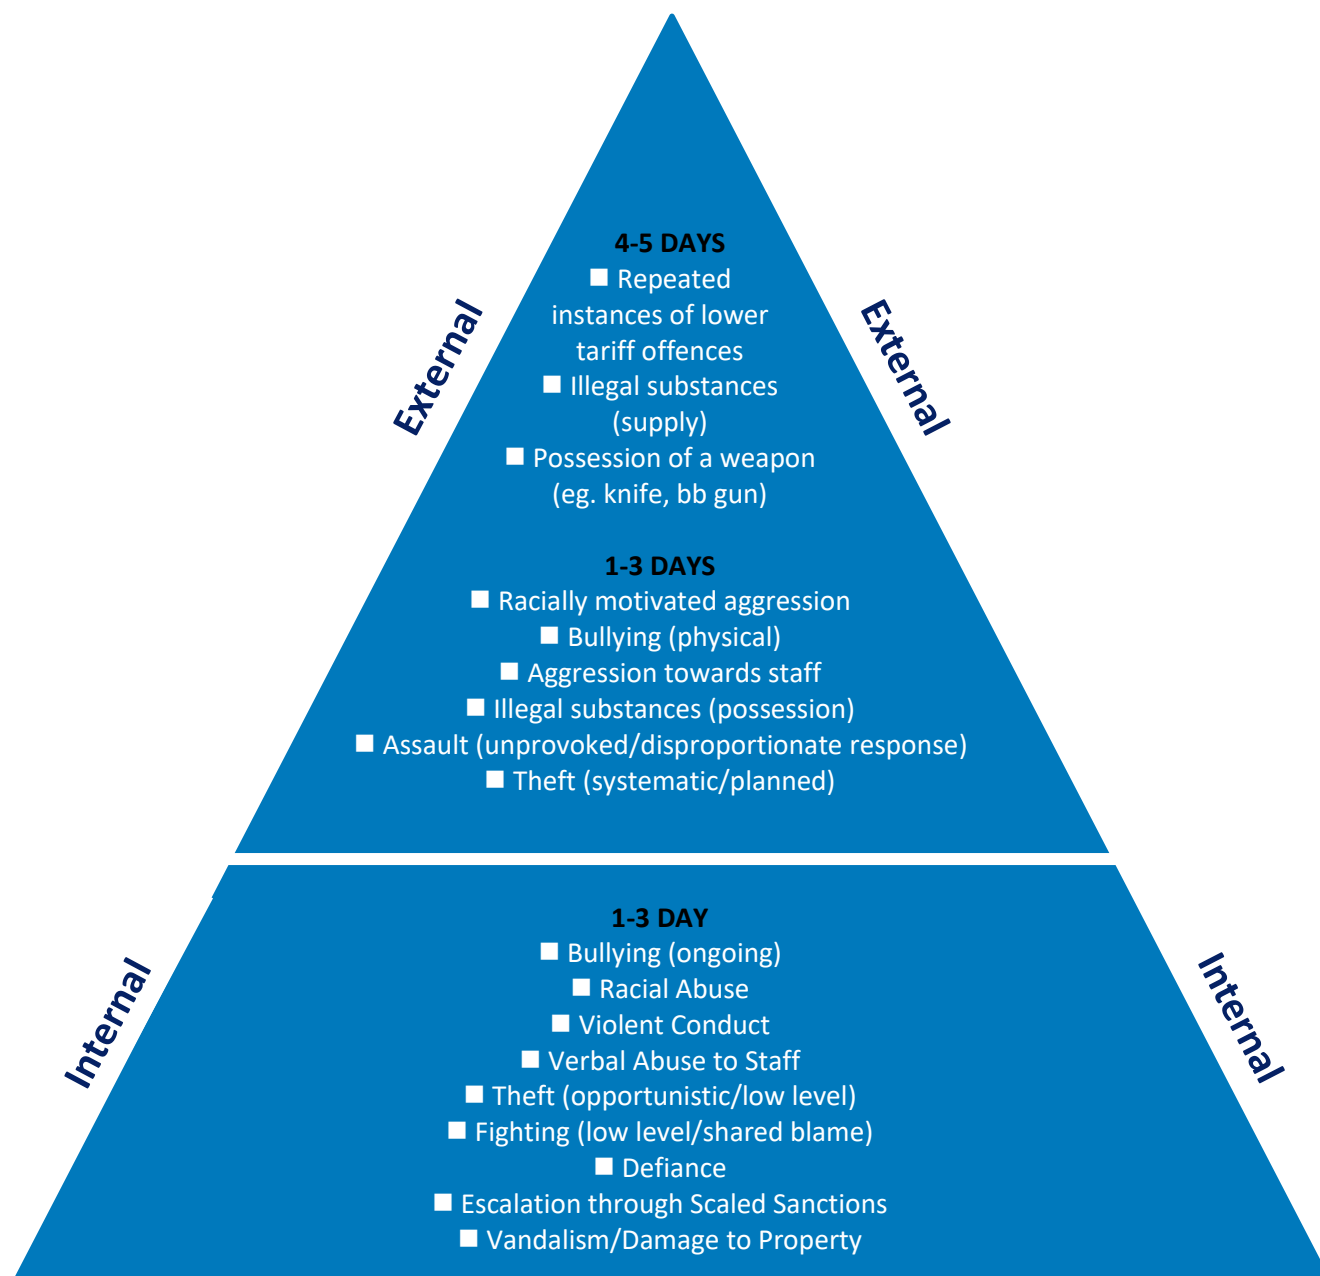 4-5 DAYS
■ Repeated
instances of lower
tariff offences
■ Illegal substances
(supply)
■ Possession of a weapon
(eg. knife, bb gun)
External
External
1-3 DAYS
■ Racially motivated aggression
■ Bullying (physical)
■ Aggression towards staff
■ Illegal substances (possession)
■ Assault (unprovoked/disproportionate response)
■ Theft (systematic/planned)
1-3 DAY
■ Bullying (ongoing)
■ Racial Abuse
■ Violent Conduct
■ Verbal Abuse to Staff
■ Theft (opportunistic/low level)
■ Fighting (low level/shared blame)
■ Defiance
■ Escalation through Scaled Sanctions
■ Vandalism/Damage to Property
Internal
Internal